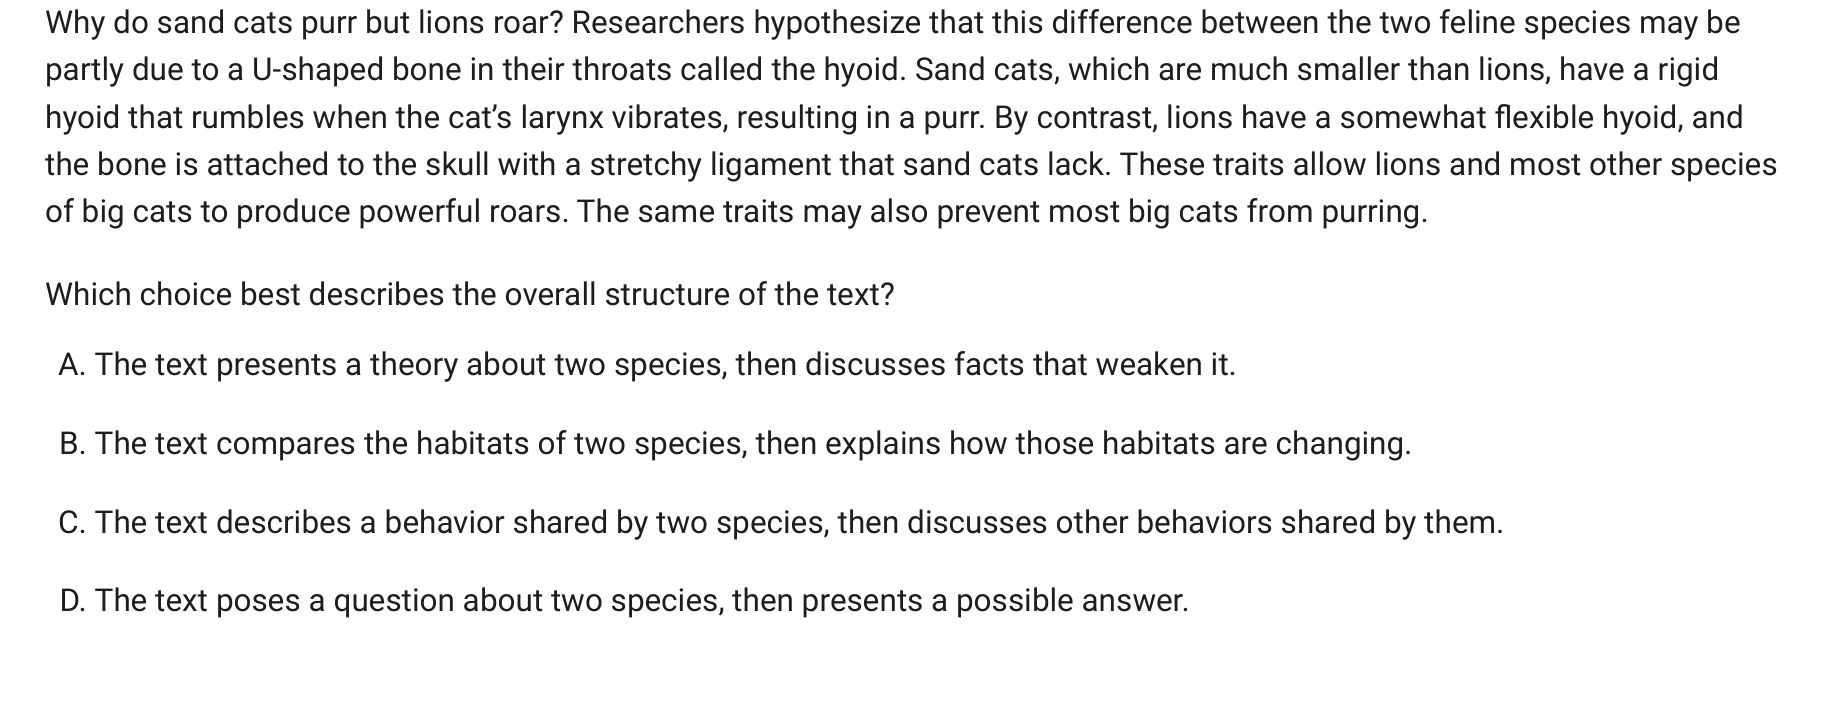 Why do sand cats purr but lions roar? Researchers hypothesize that this difference between the two feline species may be
partly due to a U-shaped bone in their throats called the hyoid. Sand cats, which are much smaller than lions, have a rigid
hyoid that rumbles when the cat’s larynx vibrates, resulting in a purr. By contrast, lions have a somewhat flexible hyoid, and
the bone is attached to the skull with a stretchy ligament that sand cats lack. These traits allow lions and most other species
of big cats to produce powerful roars. The same traits may also prevent most big cats from purring.
Which choice best describes the overall structure of the text?
A. The text presents a theory about two species, then discusses facts that weaken it.
B. The text compares the habitats of two species, then explains how those habitats are changing.
C. The text describes a behavior shared by two species, then discusses other behaviors shared by them.
D. The text poses a question about two species, then presents a possible answer.